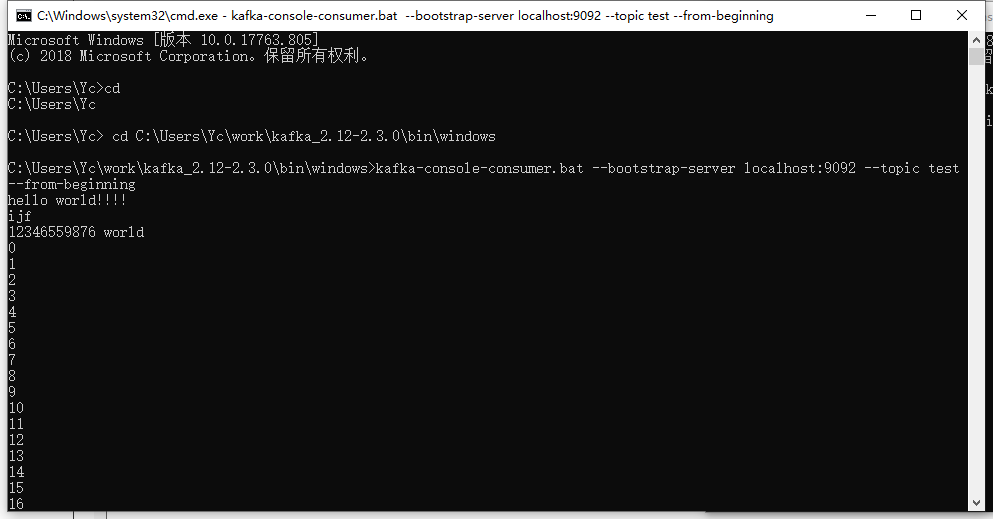 C:\Windows\system32\cmd.exe - kafka-console-consumer.bat  --bootstrap-server localhost:9092 --topic test --from-beginning
Microsoft Windows [版本 10.0.17763.805]
(c) 2018 Microsoft Corporation。保留所有权利。
C:\Users\Yc>cd
C:\Users\Yc
C:\Users\Yc> cd C:\Users\Yc\work\kafka_2.12-2.3.0\bin\windows
C:\Users\Yc\work\kafka_2.12-2.3.0\bin\windows>kafka-console-consumer.bat --bootstrap-server localhost:9092 --topic test
--from-beginning
hello world!!!!
ijf
12346559876 world
0
1
2
3
4
5
6
7
8
9
10
11
12
13
14
15
16